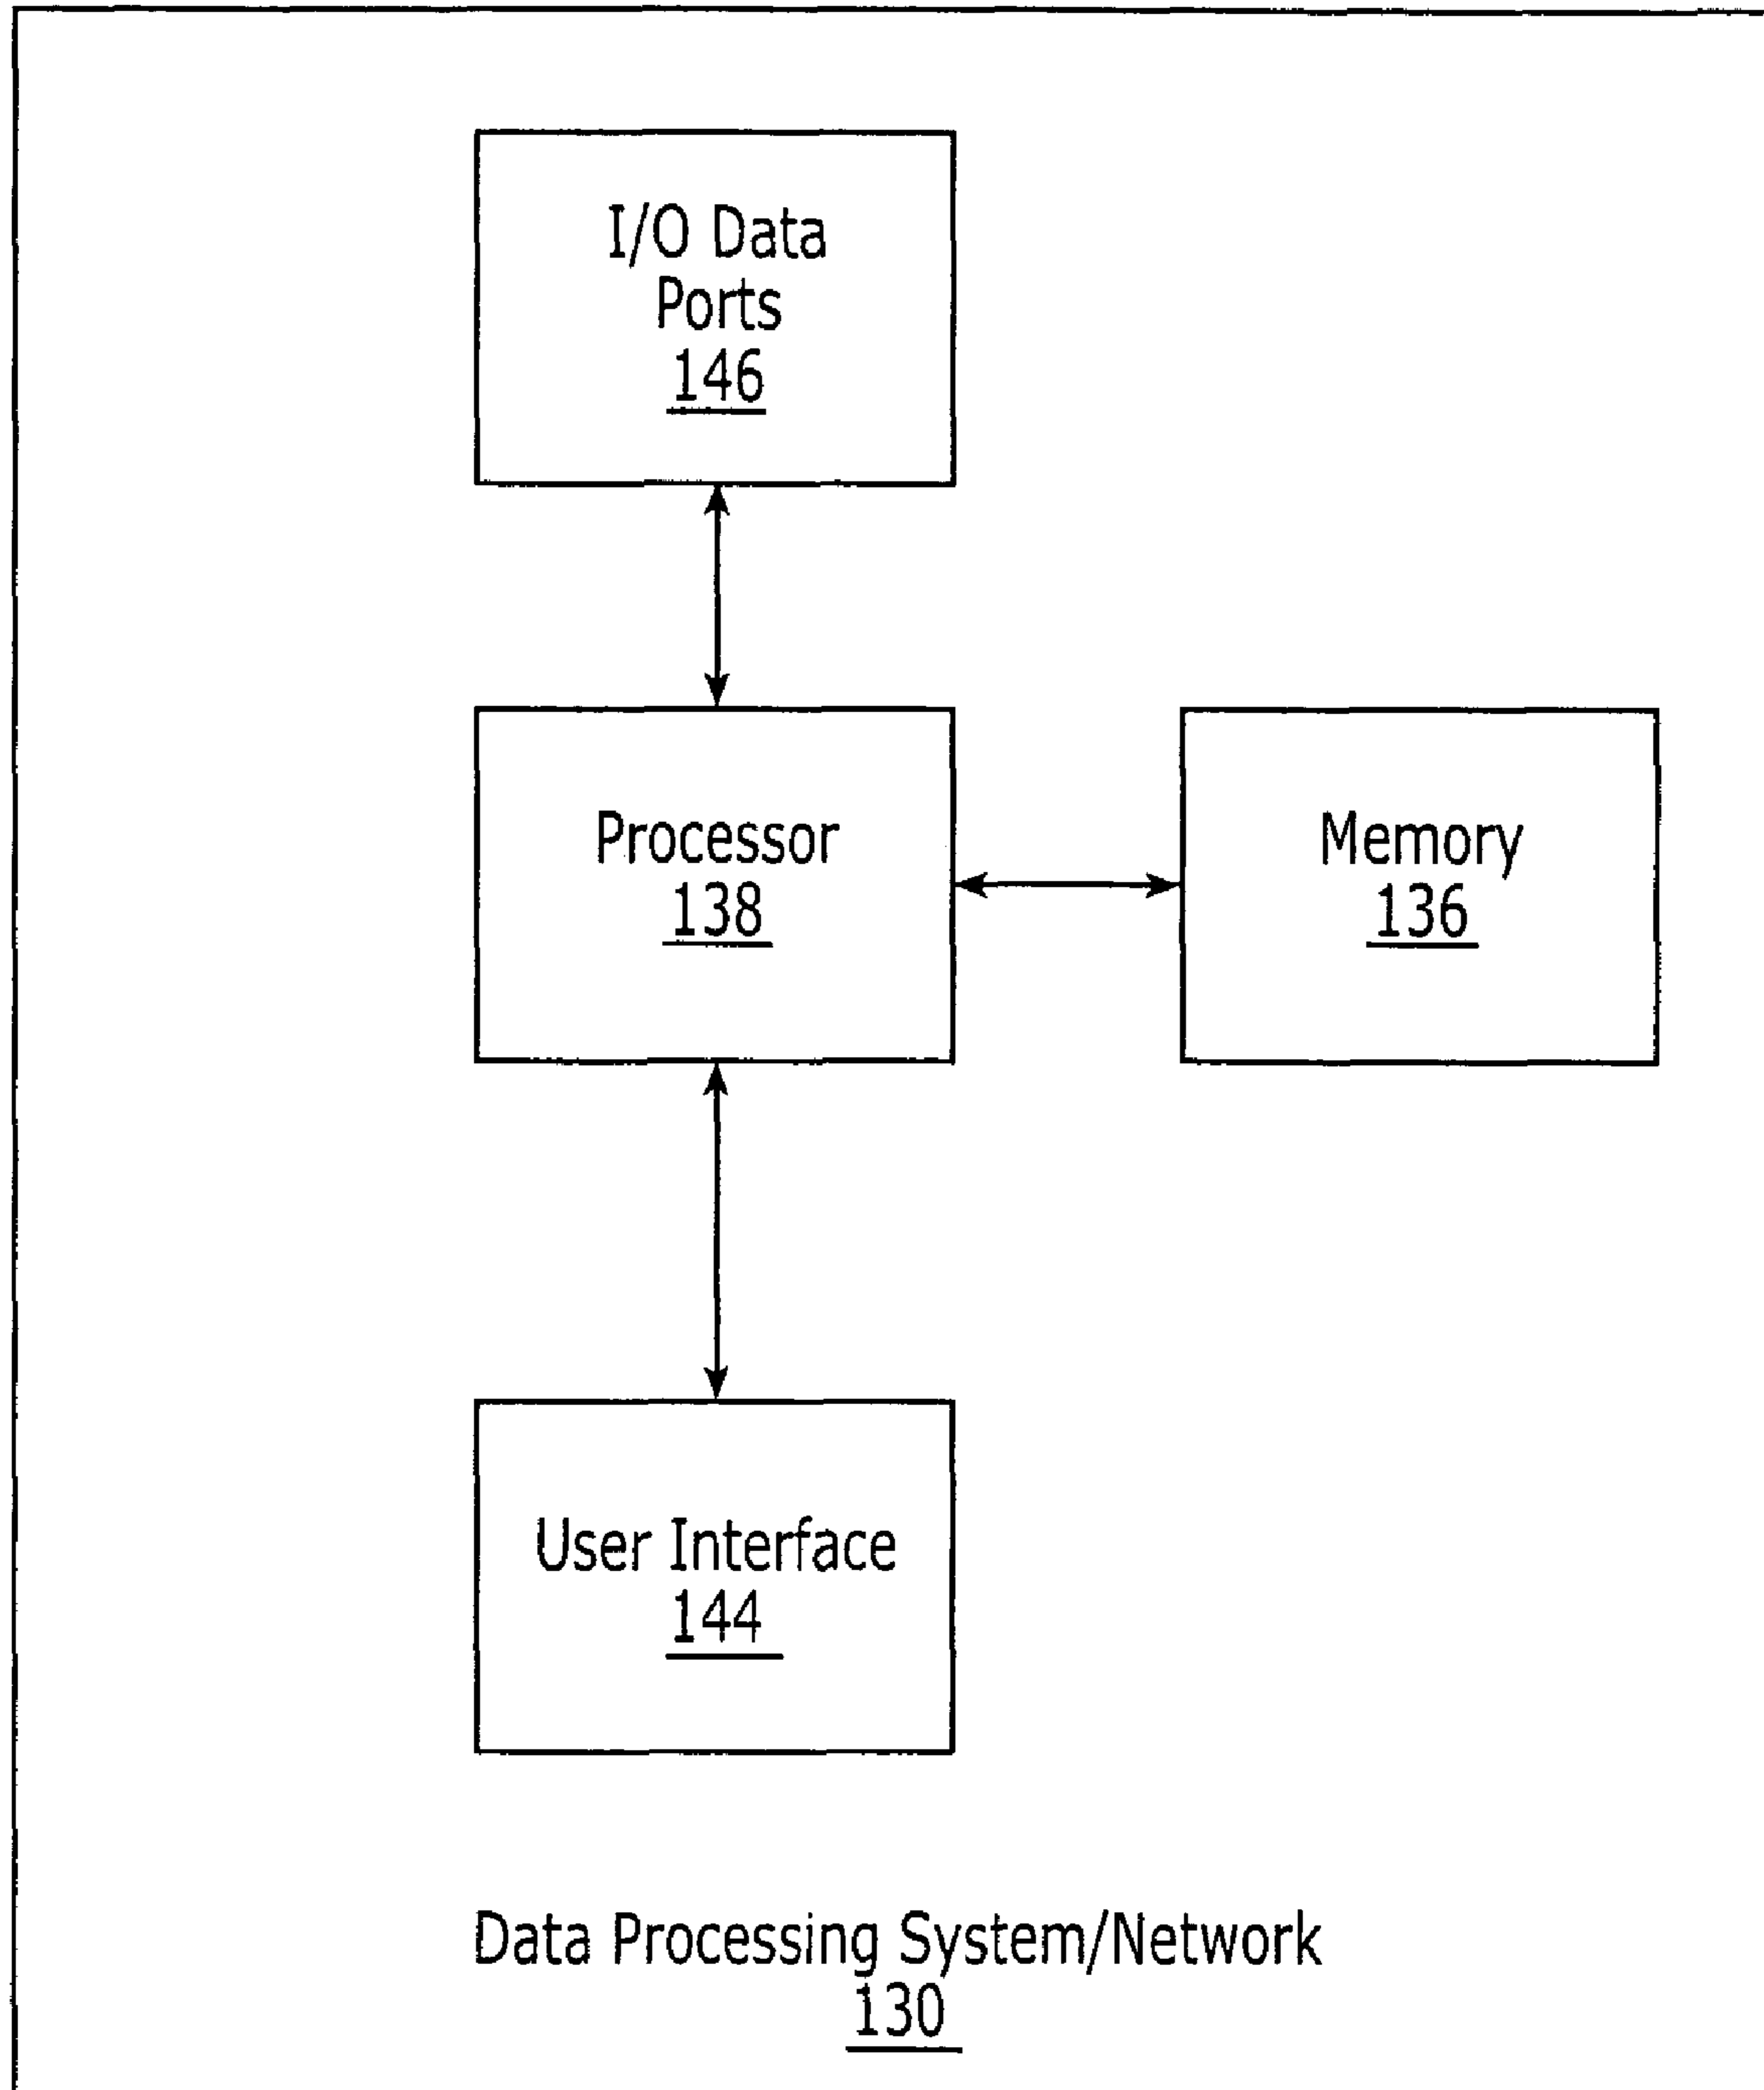 I/O Data
Ports
146
Processor
138
Memory
136
User Interface
144
Data Processing System/Network
130